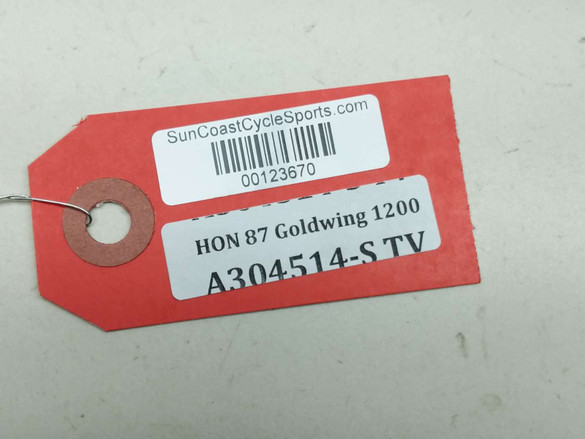 SunCoastCycleSports.com
00123670
HON 87 Goldwing 1200
A304514-S TV